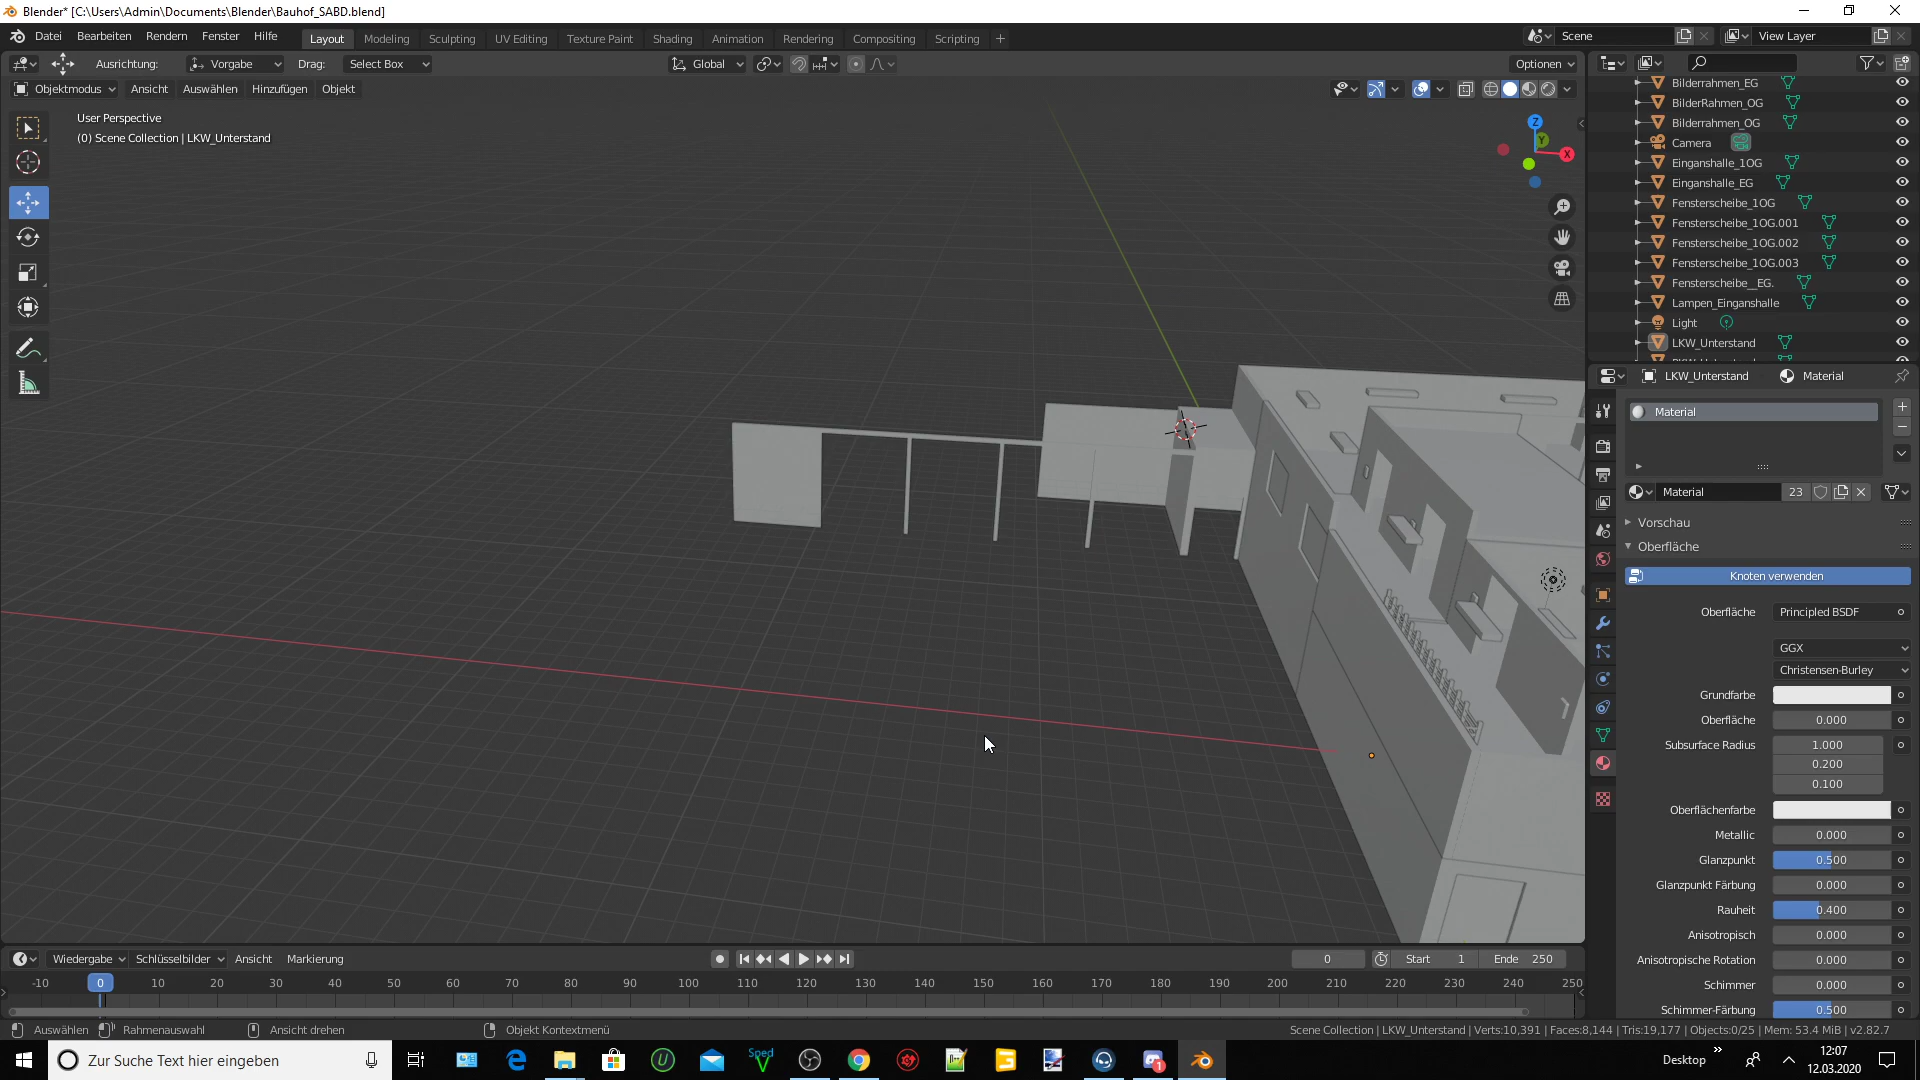 Blender* [C:\Users\Admin\Documents\Blender\Bauhof_SABD.blend]
Datei Bearbeiten Rendern Fenster Hilfe
Layout Modeling Sculpting UV Editing Texture Paint Shading Animation Rendering Compositing Scripting +
Scene
View Layer
Ausrichtung: Vorgabe Drag: Select Box
Global
Optionen
Objektmodus Ansicht Auswählen Hinzufügen Objekt
User Perspective
(0) Scene Collection | LKW_Unterstand
Z
Y
X
Bilderrahmen_EG
BilderRahmen_OG
Bilderrahmen_OG
Camera
Einganshalle_1OG
Einganshalle_EG
Fensterscheibe_1OG
Fensterscheibe_1OG.001
Fensterscheibe_1OG.002
Fensterscheibe_1OG.003
Fensterscheibe__EG.
Lampen_Einganshalle
Light
LKW_Unterstand
LKW_Unterstand Material
Material
Material 23
Vorschau
Oberfläche
Knoten verwenden
Oberfläche Principled BSDF
GGX
Christensen-Burley
Grundfarbe
Oberfläche 0.000
Subsurface Radius 1.000
0.200
0.100
Oberflächenfarbe
Metallic 0.000
Glanzpunkt 0.500
Glanzpunkt Färbung 0.000
Rauheit 0.400
Anisotropisch 0.000
Anisotropische Rotation 0.000
Schimmer 0.000
Schimmer-Färbung 0.500
Wiedergabe Schlüsselbilder Ansicht Markierung
0 Start 1 Ende 250
-10 0 10 20 30 40 50 60 70 80 90 100 110 120 130 140 150 160 170 180 190 200 210 220 230 240 250
Auswählen Rahmenauswahl Ansicht drehen Objekt Kontextmenü
Scene Collection | LKW_Unterstand | Verts:10,391 | Faces:8,144 | Tris:19,177 | Objects:0/25 | Mem: 53.4 MiB | v2.82.7
Zur Suche Text hier eingeben
Sped
V
Desktop »
12:07
12.03.2020